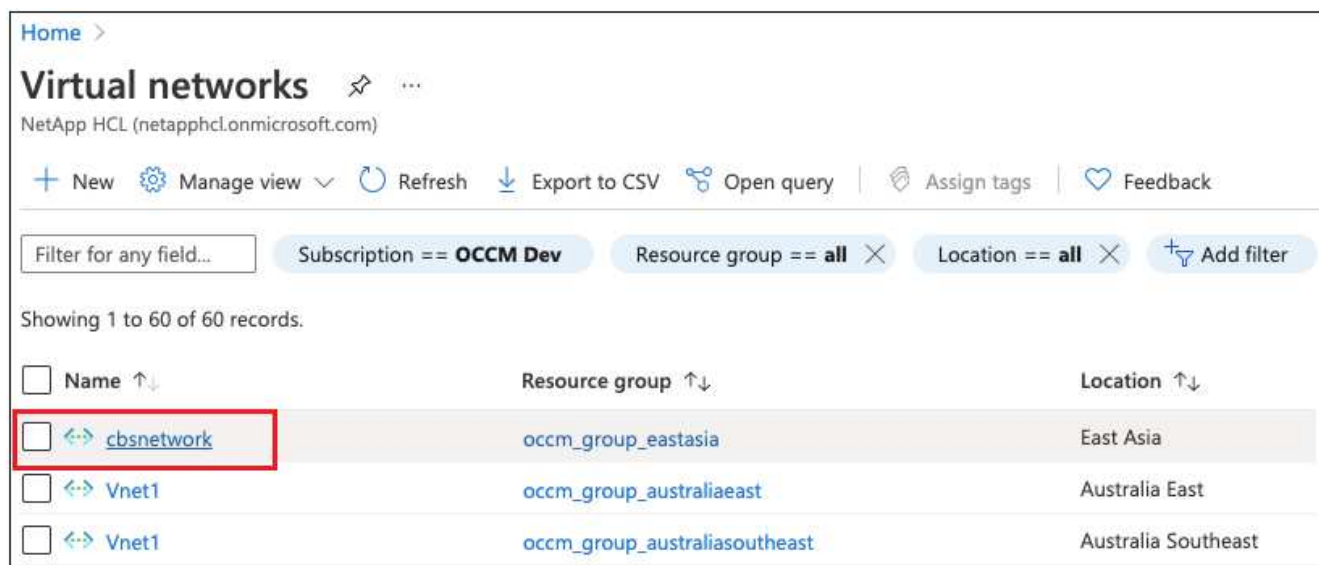 Home >
Virtual networks ...
NetApp HCL (netapphcl.onmicrosoft.com)
New Manage view Refresh Export to CSV Open query Assign tags Feedback
Filter for any field... Subscription == OCCM Dev Resource group == all Location == all Add filter
Showing 1 to 60 of 60 records.
Name Resource group Location
cbsnetwork occm_group_eastasia East Asia
Vnet1 occm_group_australiaeast Australia East
Vnet1 occm_group_australiasoutheast Australia Southeast